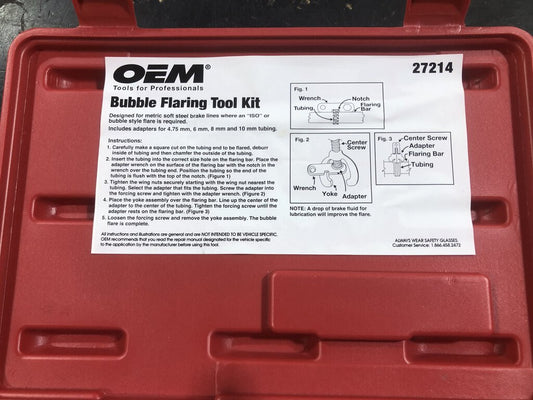 OEM®
Tools for Professionals
27214
Bubble Flaring Tool Kit
Designed for metric soft steel brake lines where an "ISO" or
bubble style flare is required.
Includes adapters for 4.75 mm, 6 mm, 8 mm and 10 mm tubing.
Instructions:
1. Carefully make a square cut on the tubing end to be flared, deburr
inside of tubing and then chamfer the outside of the tubing.
2. Insert the tubing into the correct size hole on the flaring bar. Place the
adapter wrench on the surface of the flaring bar with the notch in the
wrench over the tubing end. Position the tubing so the end of the
tubing is flush with the top of the notch. (Figure 1)
3. Tighten the wing nuts securely starting with the wing nut nearest the
tubing. Select the adapter that fits the tubing. Screw the adapter into
the forcing screw and tighten with the adapter wrench. (Figure 2)
4. Place the yoke assembly over the flaring bar. Line up the center of the
adapter to the center of the tubing. Tighten the forcing screw until the
adapter rests on the flaring bar. (Figure 3)
5. Loosen the forcing screw and remove the yoke assembly. The bubble
flare is complete.
All instructions and illustrations are general and are NOT INTENDED TO BE VEHICLE SPECIFIC.
OEM recommends that you read the repair manual designated for the vehicle specific
to the application by the manufacturer before using this tool.
Fig. 1
Wrench
Notch
Tubing
Flaring
Bar
Fig. 2
Center
Screw
Wrench
Yoke
Adapter
Fig. 3
Center Screw
Adapter
Flaring Bar
Tubing
NOTE: A drop of brake fluid for
lubrication will improve the flare.
ALWAYS WEAR SAFETY GLASSES
Customer Service: 1.866.458.2472